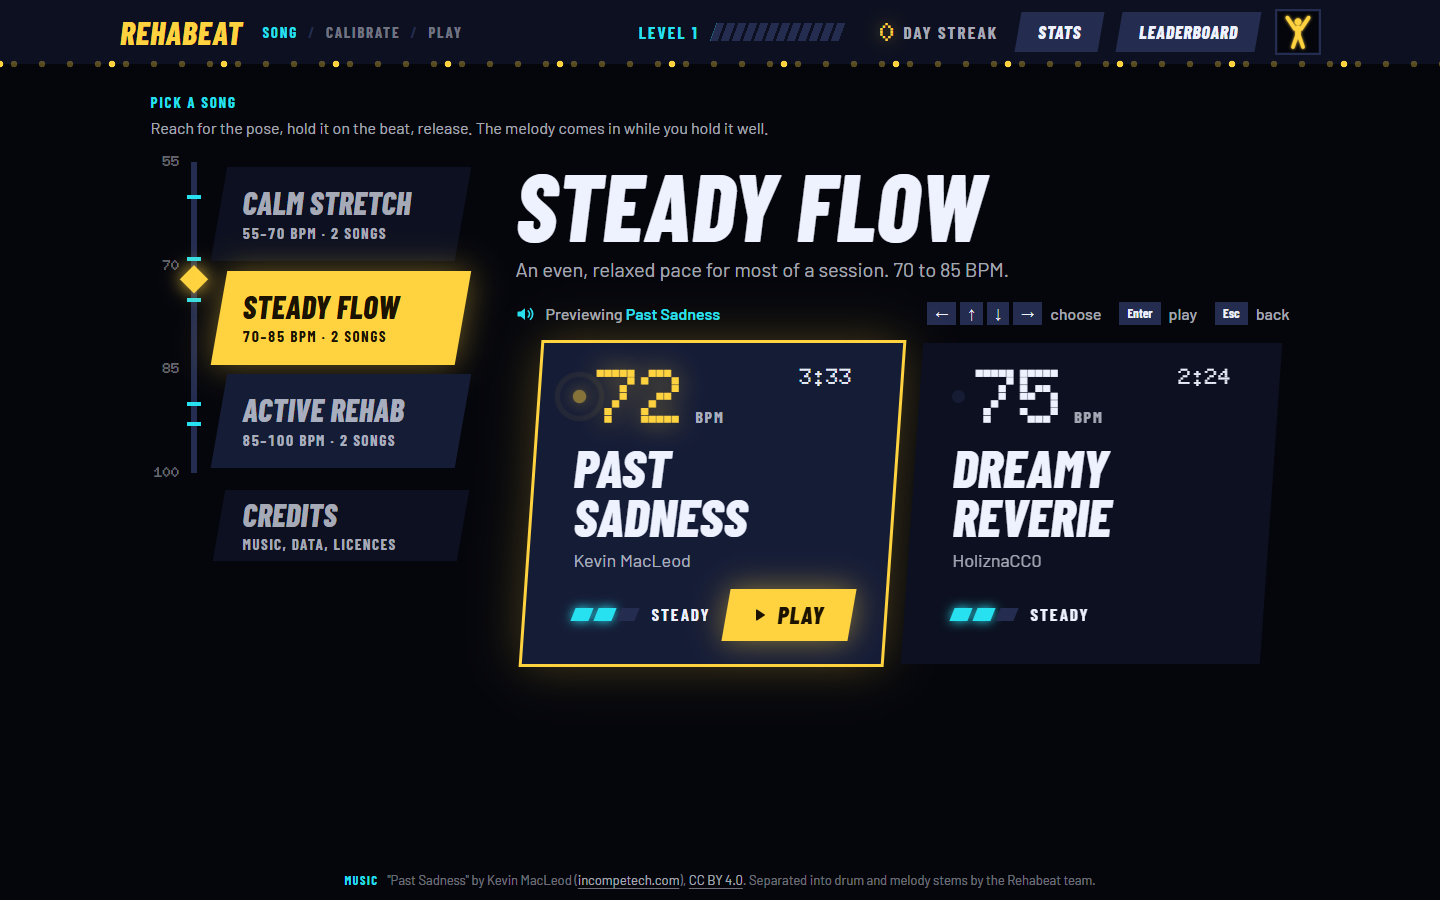 REHABEAT SONG / CALIBRATE / PLAY LEVEL 1 0 DAY STREAK STATS LEADERBOARD
PICK A SONG
Reach for the pose, hold it on the beat, release. The melody comes in while you hold it well.
55
70
85
100
CALM STRETCH
55-70 BPM · 2 SONGS
STEADY FLOW
70-85 BPM · 2 SONGS
ACTIVE REHAB
85-100 BPM · 2 SONGS
CREDITS
MUSIC, DATA, LICENCES
STEADY FLOW
An even, relaxed pace for most of a session. 70 to 85 BPM.
Previewing Past Sadness
← ↑ ↓ → choose Enter play Esc back
72 BPM 3:33
PAST
SADNESS
Kevin MacLeod
STEADY PLAY
75 BPM 2:24
DREAMY
REVERIE
HoliznaCC0
STEADY
MUSIC "Past Sadness" by Kevin MacLeod (incompetech.com), CC BY 4.0. Separated into drum and melody stems by the Rehabeat team.